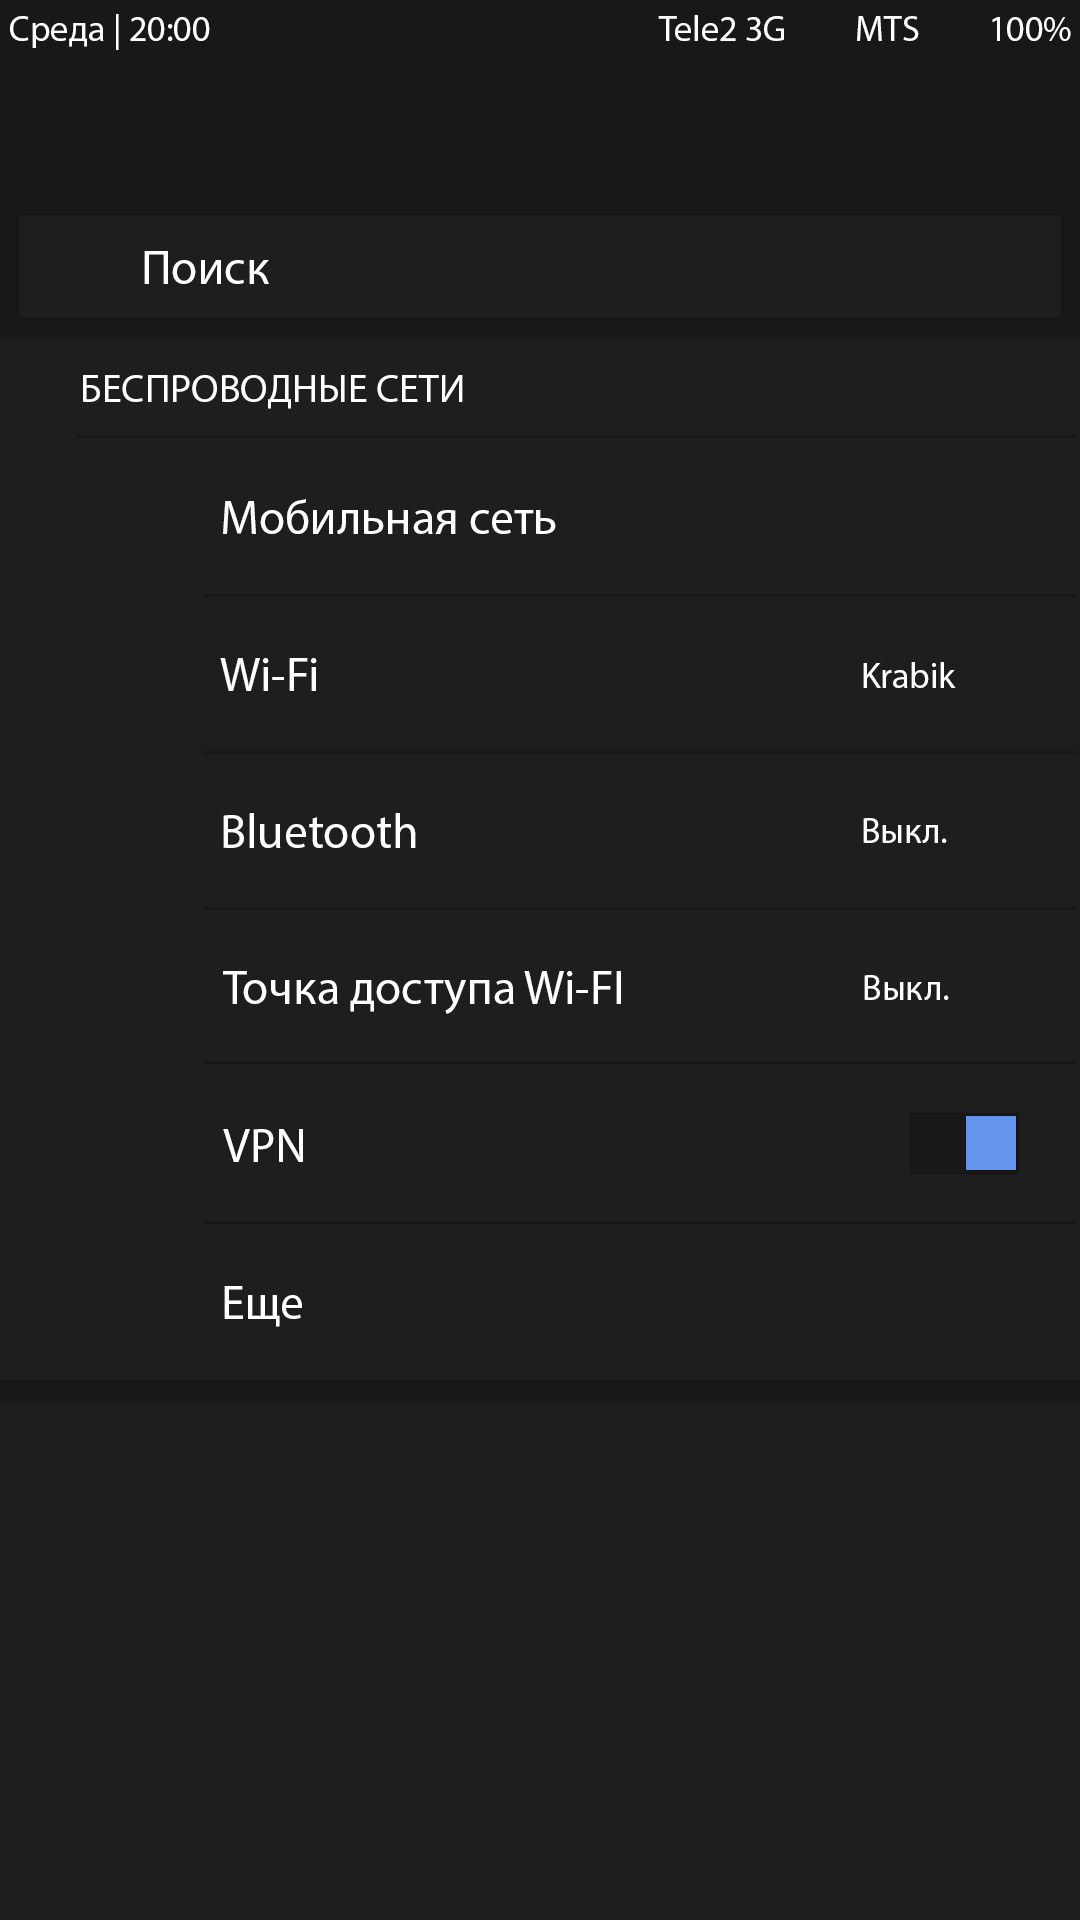 Среда | 20:00 Tele2 3G MTS 100%
Поиск
БЕСПРОВОДНЫЕ СЕТИ
Мобильная сеть
Wi-Fi Krabik
Bluetooth Выкл.
Точка доступа Wi-FI Выкл.
VPN
Еще